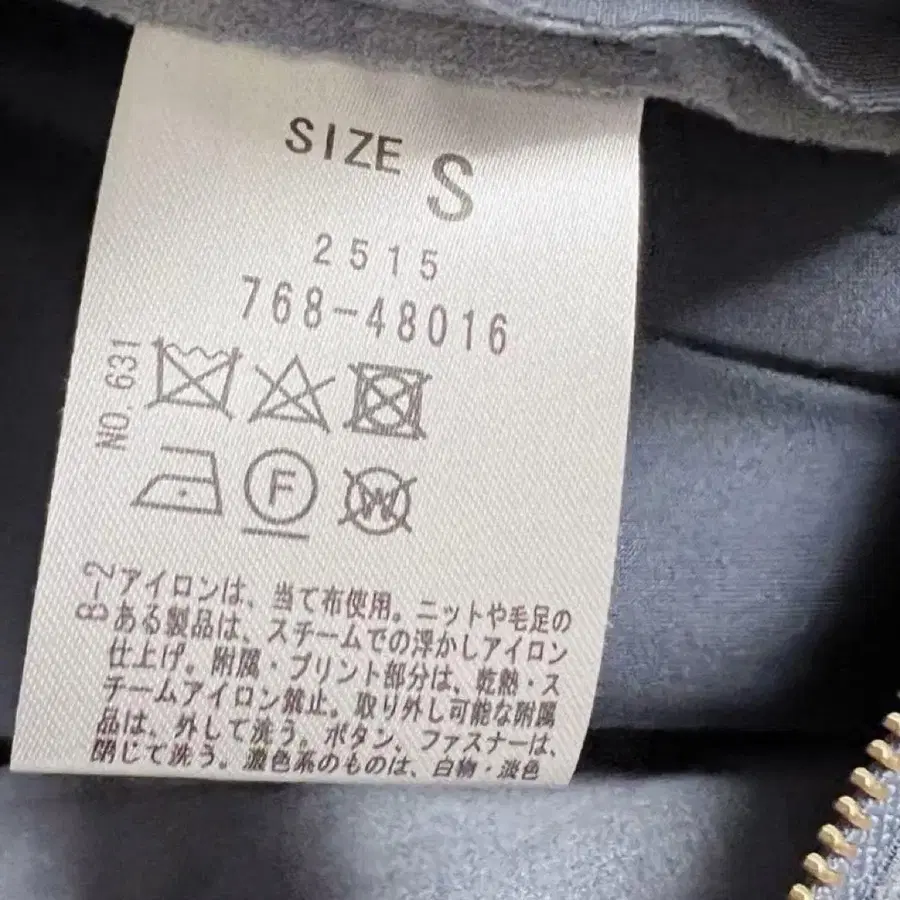 SIZE S
2515
768-48016
NO. 631
F
W
B-2
アイロンは、当て布使用。ニットや毛足の
ある製品は、スチームでの浮かしアイロン
仕上げ。附属・プリント部分は、乾熱・ス
チームアイロン禁止。取り外し可能な附属
品は、外して洗う。ボタン、ファスナーは、
閉じて洗う。濃色系のものは、白物・淡色